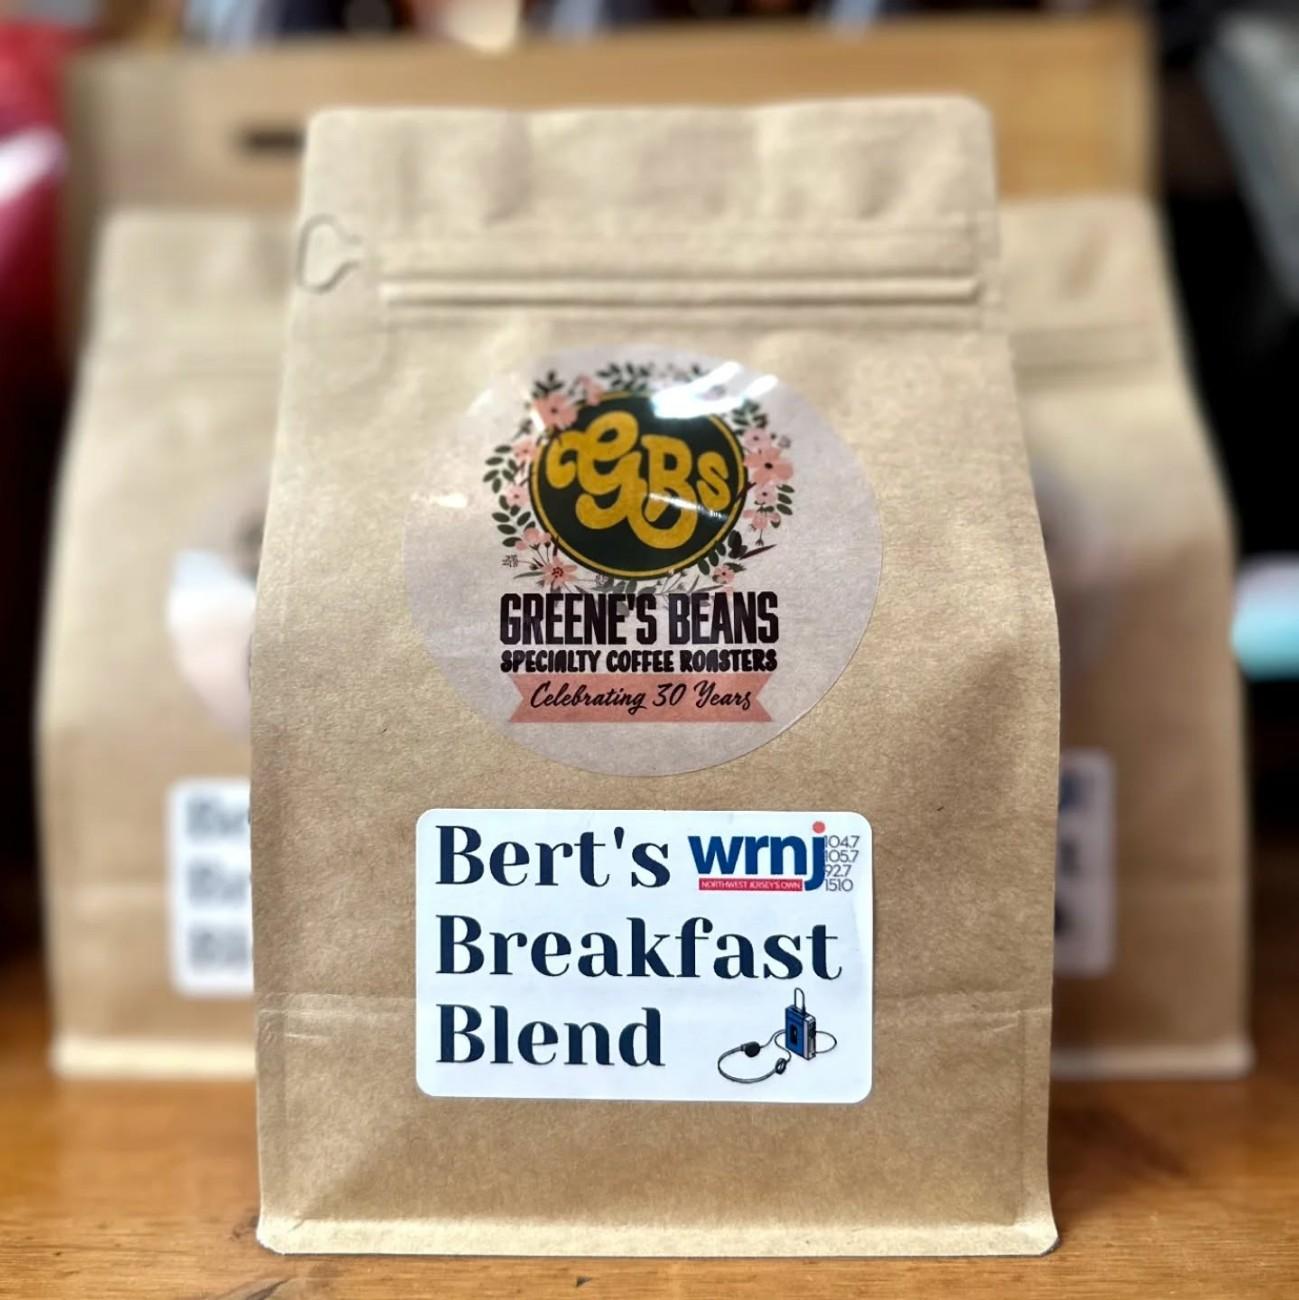 GBs
GREENE'S BEANS
SPECIALTY COFFEE ROASTERS
Celebrating 30 Years
Bert's
wrnj
NORTHWEST JERSEY'S OWN
104.7
105.7
92.7
1510
Breakfast
Blend